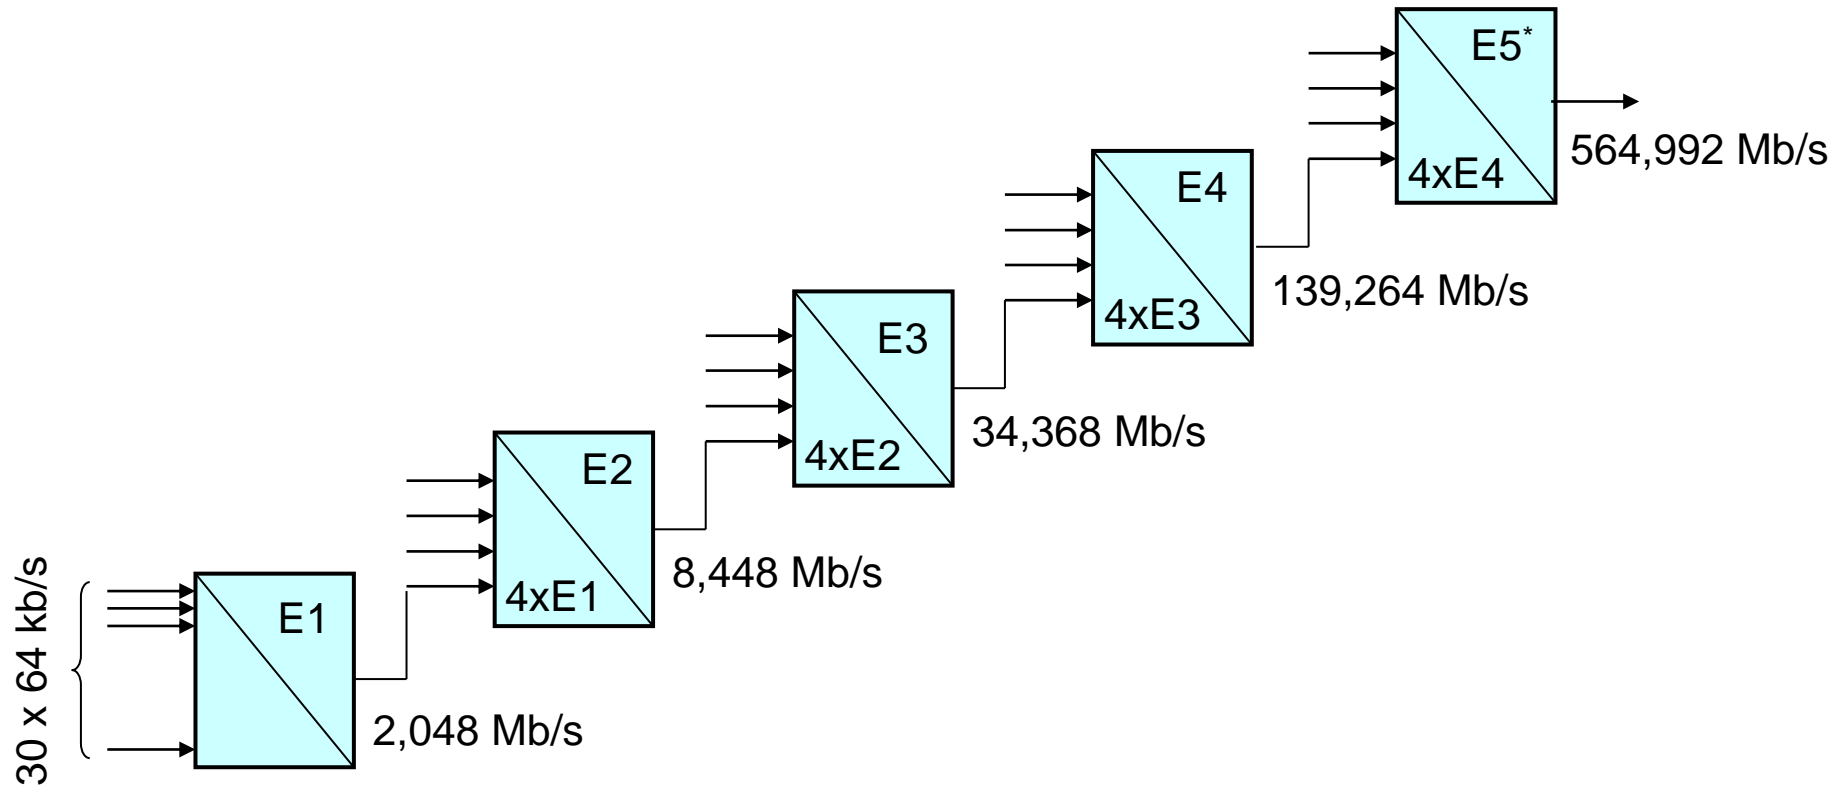 E5*
4xE4
564,992 Mb/s
E4
4xE3
139,264 Mb/s
E3
4xE2
34,368 Mb/s
E2
4xE1
8,448 Mb/s
E1
2,048 Mb/s
30 x 64 kb/s